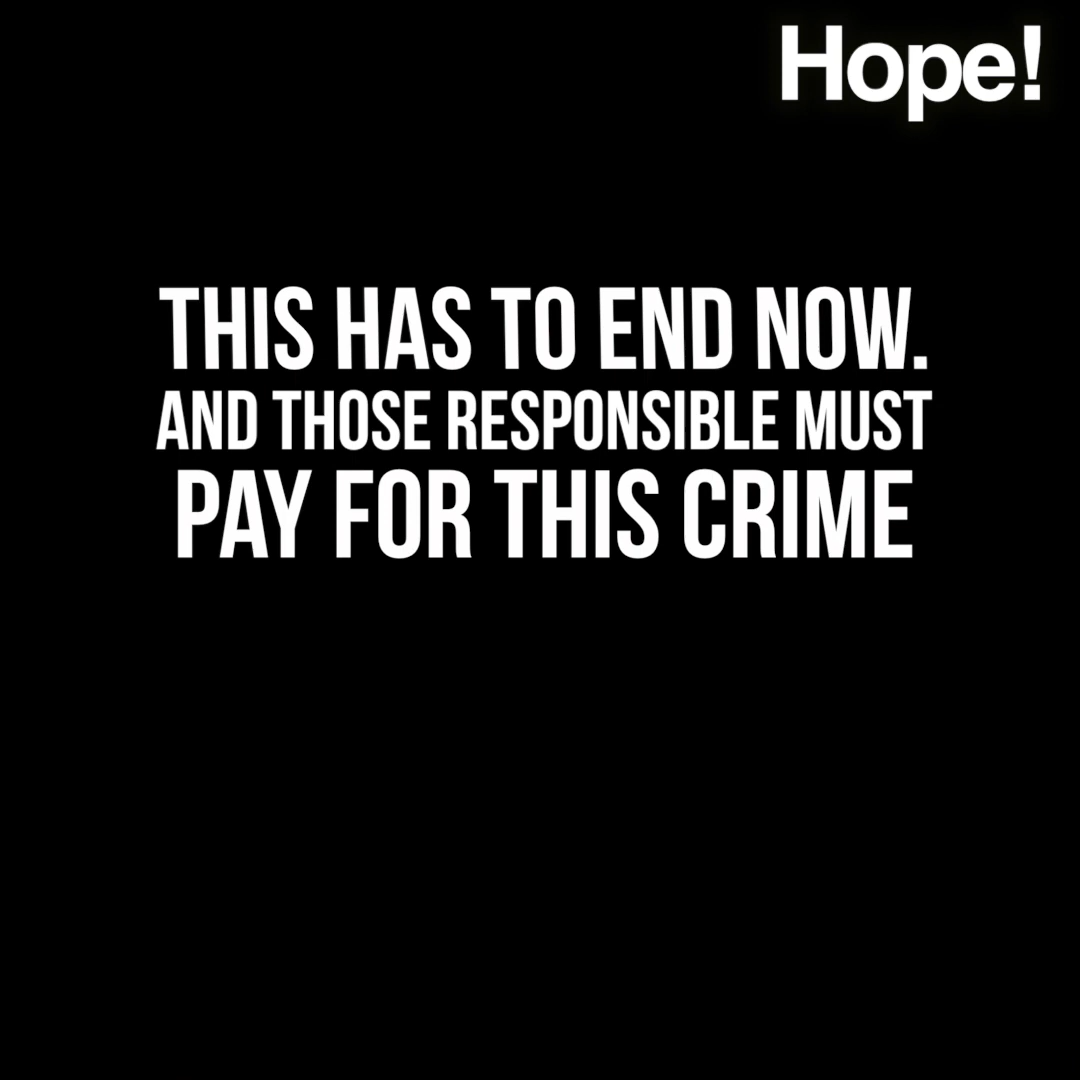 Hope!
THIS HAS TO END NOW.
AND THOSE RESPONSIBLE MUST
PAY FOR THIS CRIME